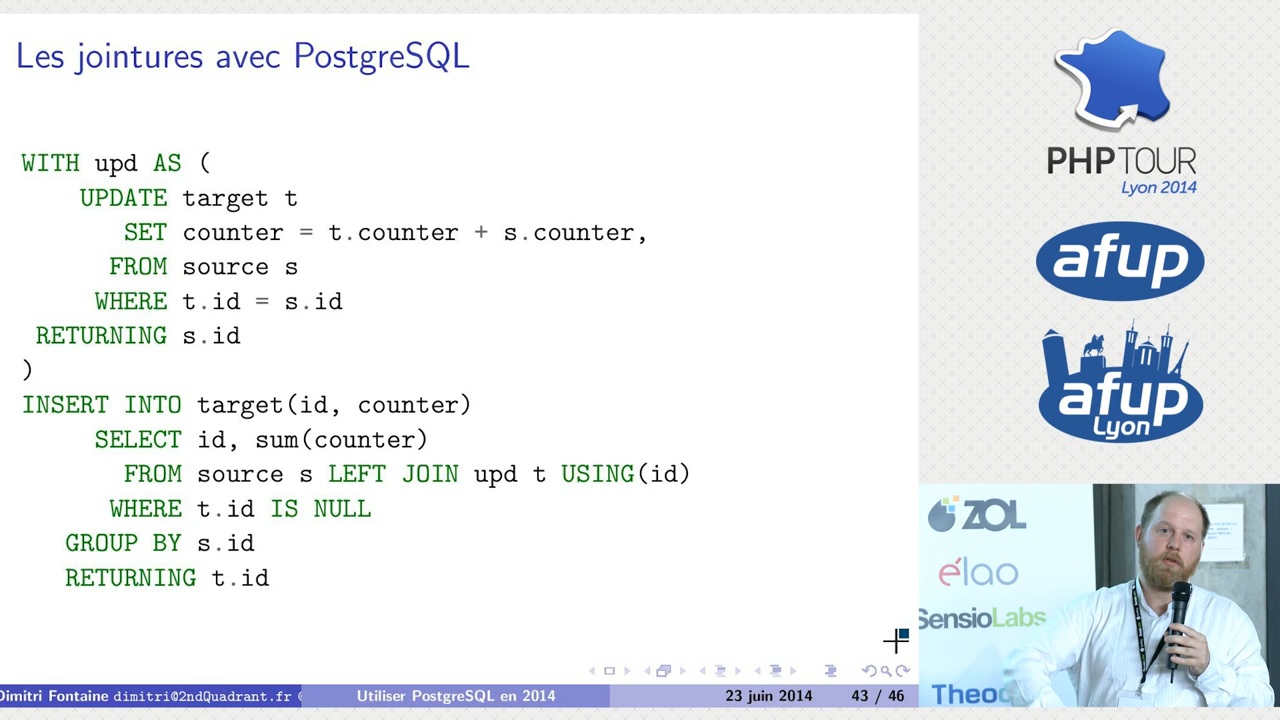 Les jointures avec PostgreSQL
WITH upd AS (
UPDATE target t
SET counter = t.counter + s.counter,
FROM source s
WHERE t.id = s.id
RETURNING s.id
)
INSERT INTO target(id, counter)
SELECT id, sum(counter)
FROM source s LEFT JOIN upd t USING(id)
WHERE t.id IS NULL
GROUP BY s.id
RETURNING t.id
Dimitri Fontaine dimitri@2ndQuadrant.fr
Utiliser PostgreSQL en 2014
23 juin 2014
43 / 46
PHPTOUR
Lyon 2014
afup
afup
Lyon
ZOL
élao
SensioLabs